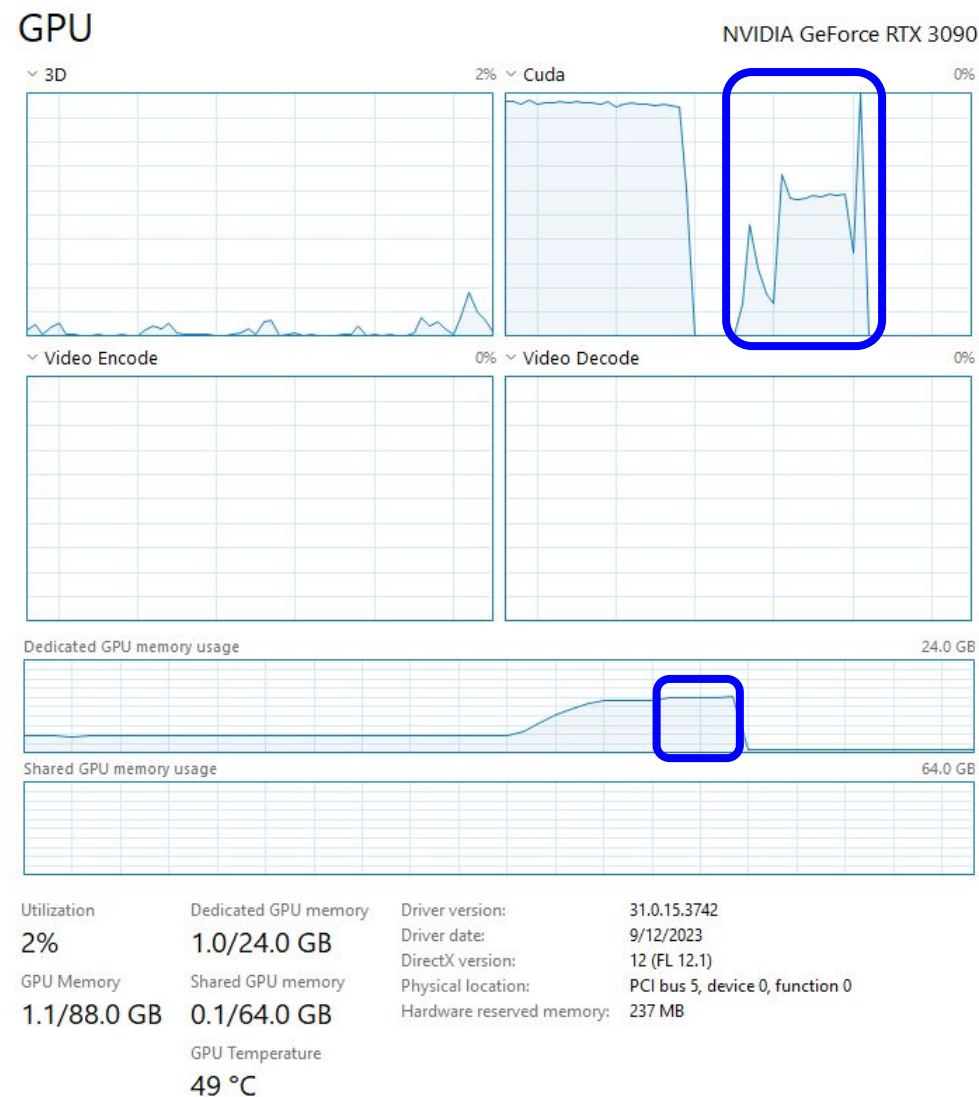 GPU NVIDIA GeForce RTX 3090
3D 2% Cuda 0%
Video Encode 0% Video Decode 0%
Dedicated GPU memory usage 24.0 GB
Shared GPU memory usage 64.0 GB
Utilization
2%
GPU Memory
1.1/88.0 GB
Dedicated GPU memory
1.0/24.0 GB
Shared GPU memory
0.1/64.0 GB
GPU Temperature
49 °C
Driver version: 31.0.15.3742
Driver date: 9/12/2023
DirectX version: 12 (FL 12.1)
Physical location: PCI bus 5, device 0, function 0
Hardware reserved memory: 237 MB